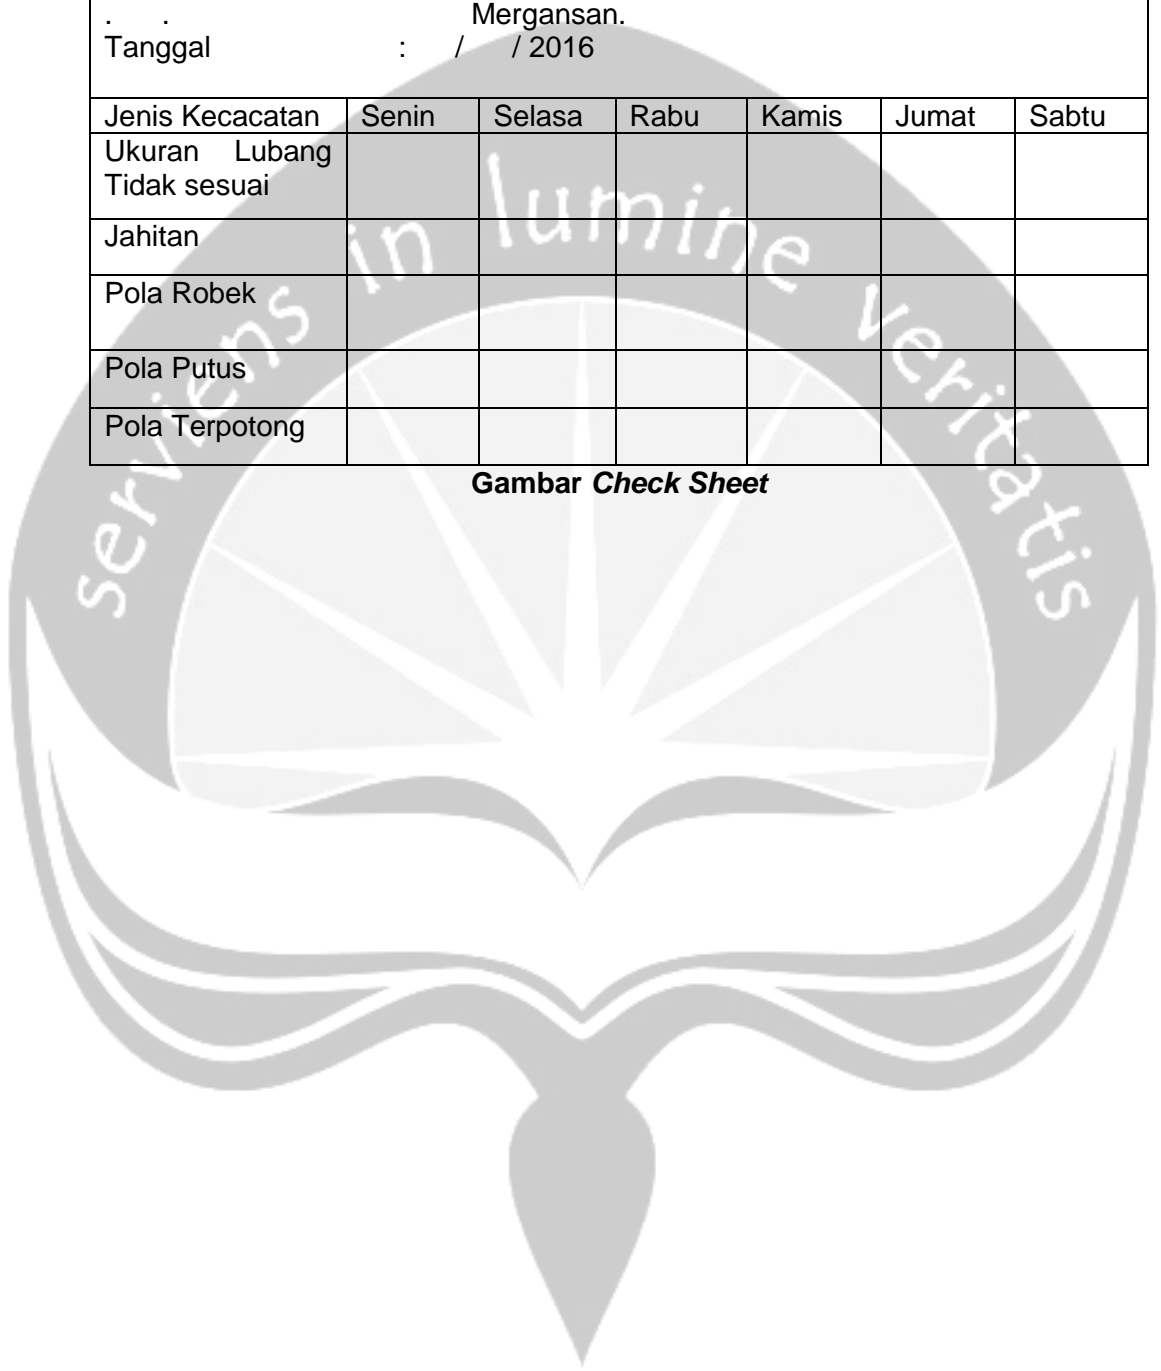 . . Mergansan.
Tanggal : / / 2016
Jenis Kecacatan Senin Selasa Rabu Kamis Jumat Sabtu
Ukuran Lubang
Tidak sesuai
Jahitan
Pola Robek
Pola Putus
Pola Terpotong
Gambar Check Sheet
serviens in lumine veritatis